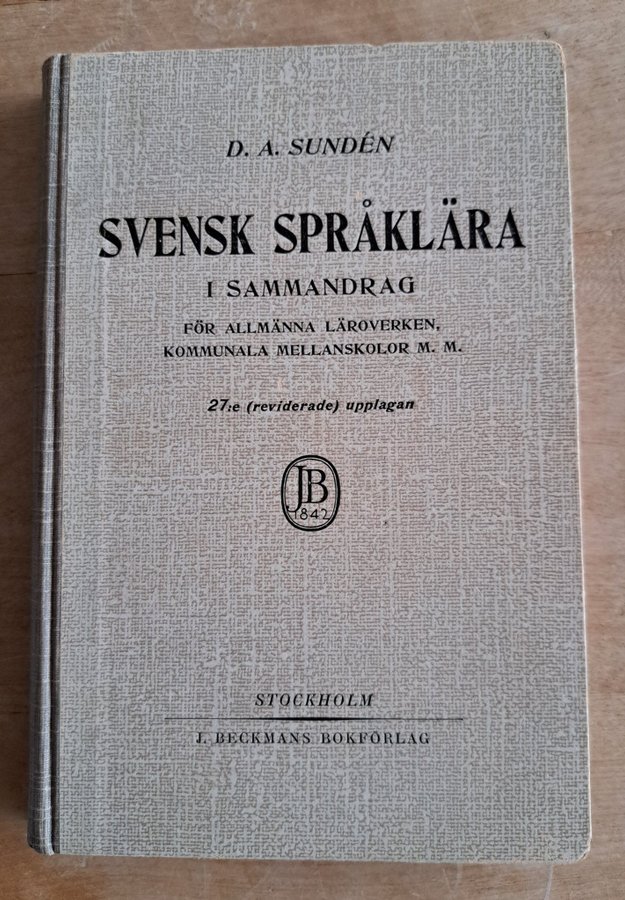 D. A. SUNDÉN
SVENSK SPRÅKLÄRA
I SAMMANDRAG
FÖR ALLMÄNNA LÄROVERKEN,
KOMMUNALA MELLANSKOLOR M. M.
27:e (reviderade) upplagan
JB
1842
STOCKHOLM
J. BECKMANS BOKFÖRLAG